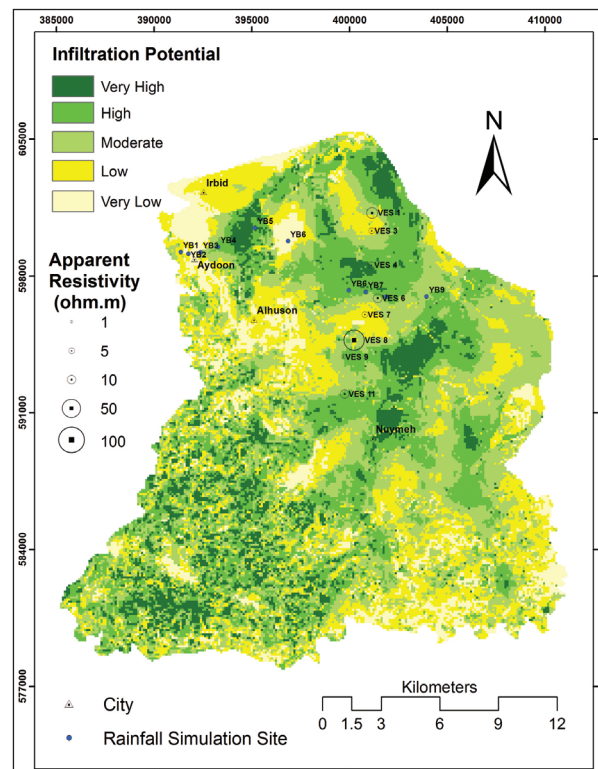 385000 390000 395000 400000 405000 410000
Infiltration Potential
Very High
High
Moderate
Low
Very Low
N
605000
598000
591000
584000
577000
Irbid
VES 1
VES 3
YB5
YB4
YB6
YB1
YB3
YB2
Aydoon
VES 4
YB7
YB9
VES 6
Alhuson
VES 7
VES 8
VES 9
VES 11
Nuymeh
Apparent
Resistivity
(ohm.m)
1
5
10
50
100
City
Rainfall Simulation Site
Kilometers
0 1.5 3 6 9 12